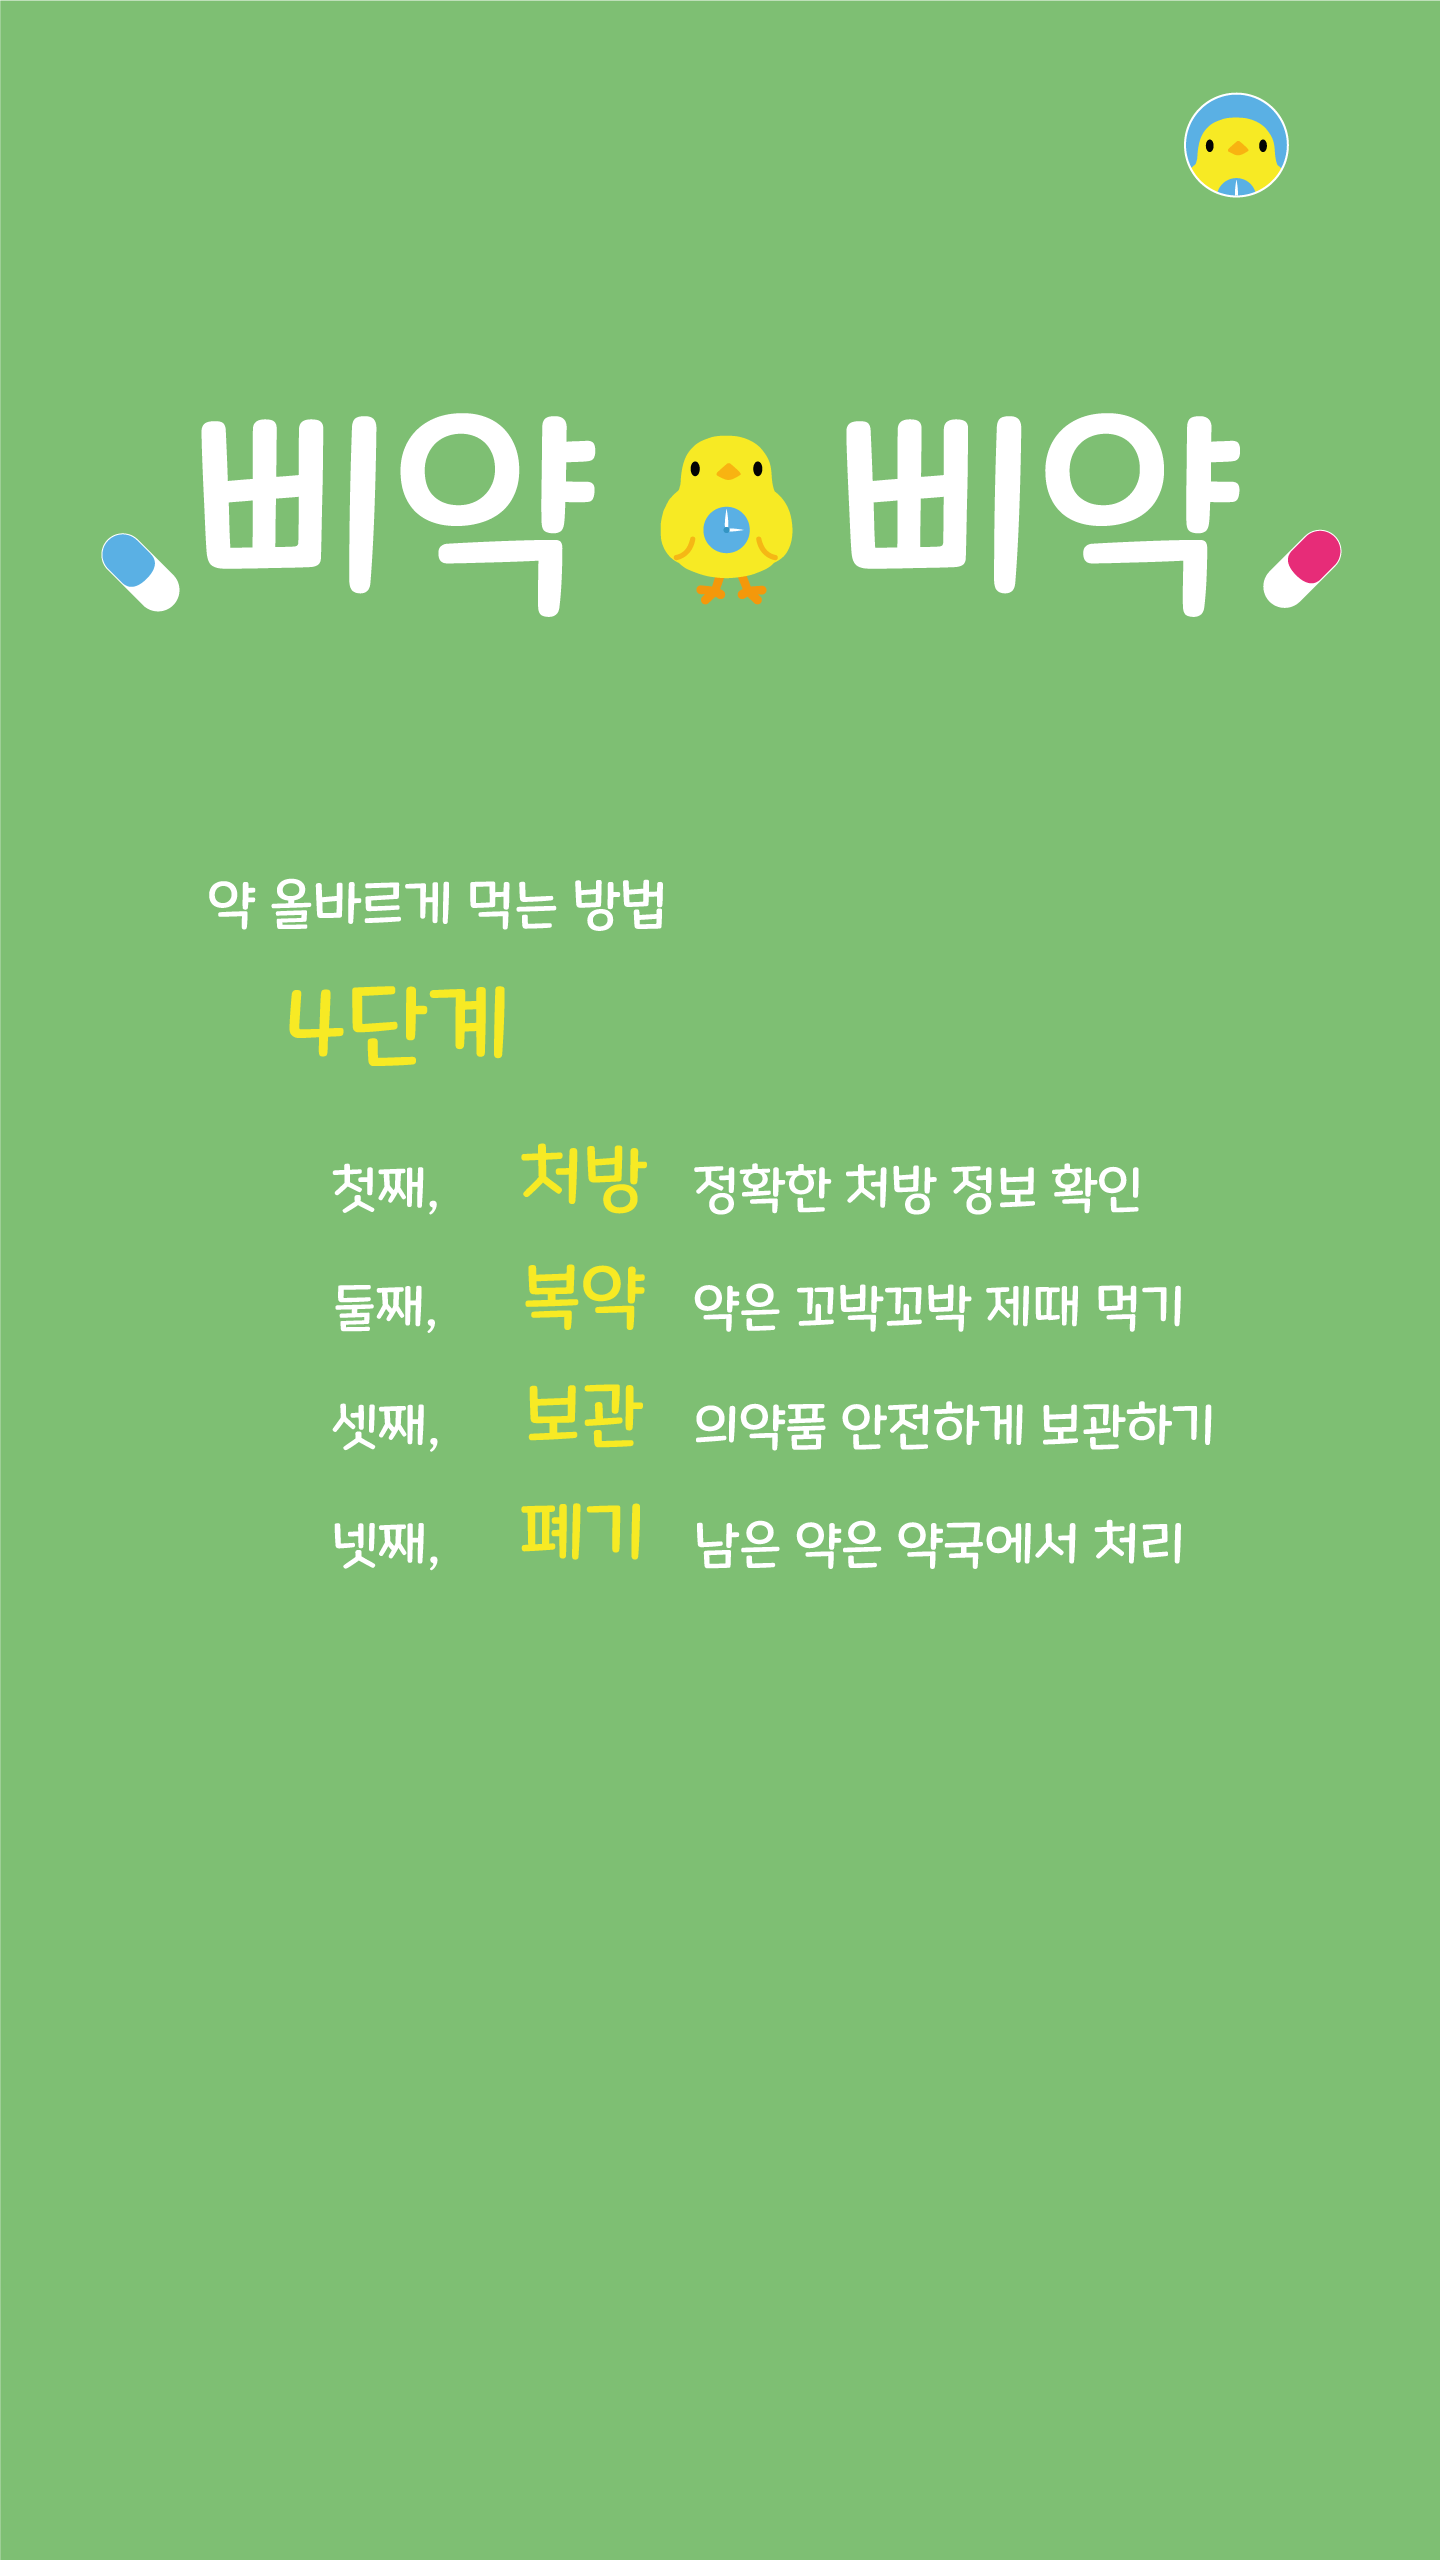 삐약 삐약
약 올바르게 먹는 방법
4단계
첫째, 처방 정확한 처방 정보 확인
둘째, 복약 약은 꼬박꼬박 제때 먹기
셋째, 보관 의약품 안전하게 보관하기
넷째, 폐기 남은 약은 약국에서 처리